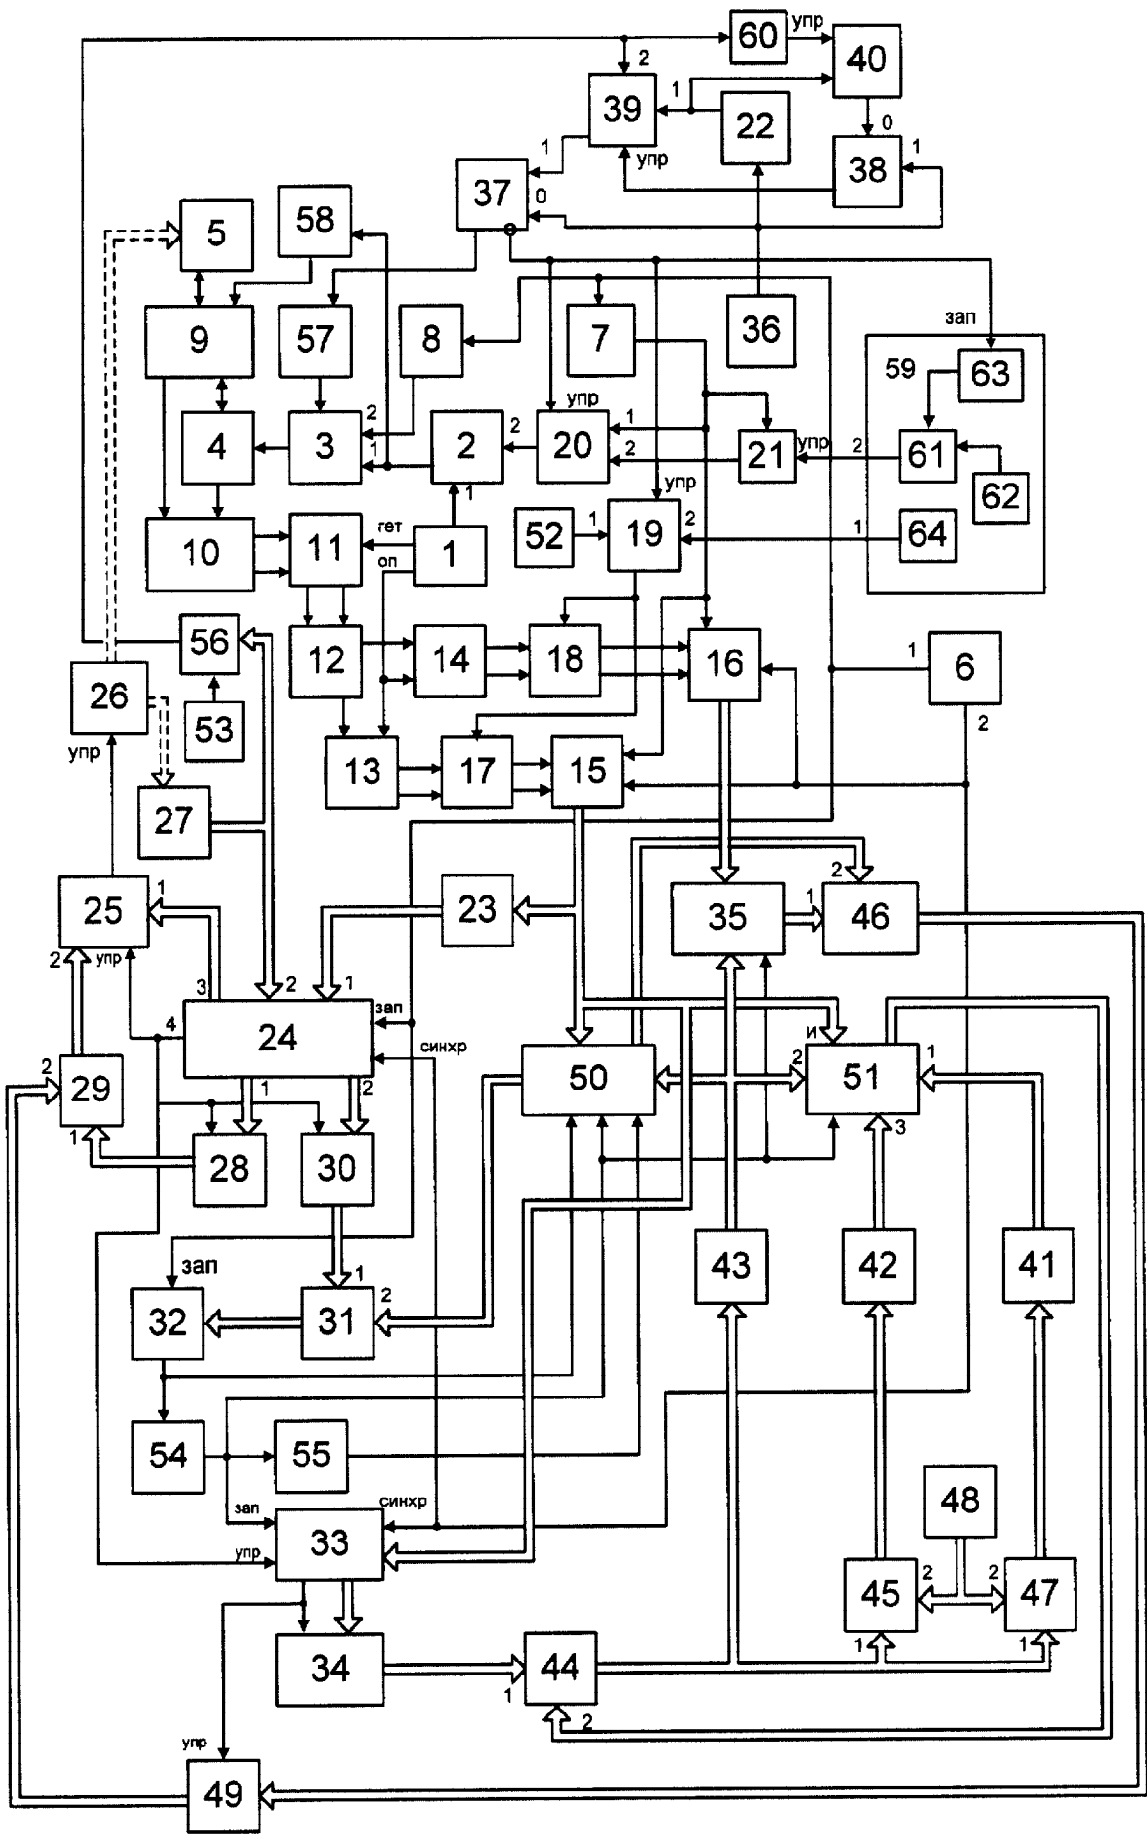 60 упр 40
2
39 1 22 0
упр 38 1
1
37 0
5 58
9 57 8 7 36
зап
59 63
4 3 2 1 2 2 упр 20 1 2 21 упр 2 61
62
1
упр
10 11 гет оп 1 52 1 19 2 1 64
56 12 14 18 16 1 6
26 53 2
упр
27 13 17 15
25 1 23 35 1 2 46
2 упр
3 2 1
4 24 зап
синхр
и
2 29 1 2 50 2 51 1
1 28 30 3
43 42 41
зап 1
32 31 2
54 55
48
зап синхр
33
упр
45 2 2 47
1 1
34 1 44
2
упр
49